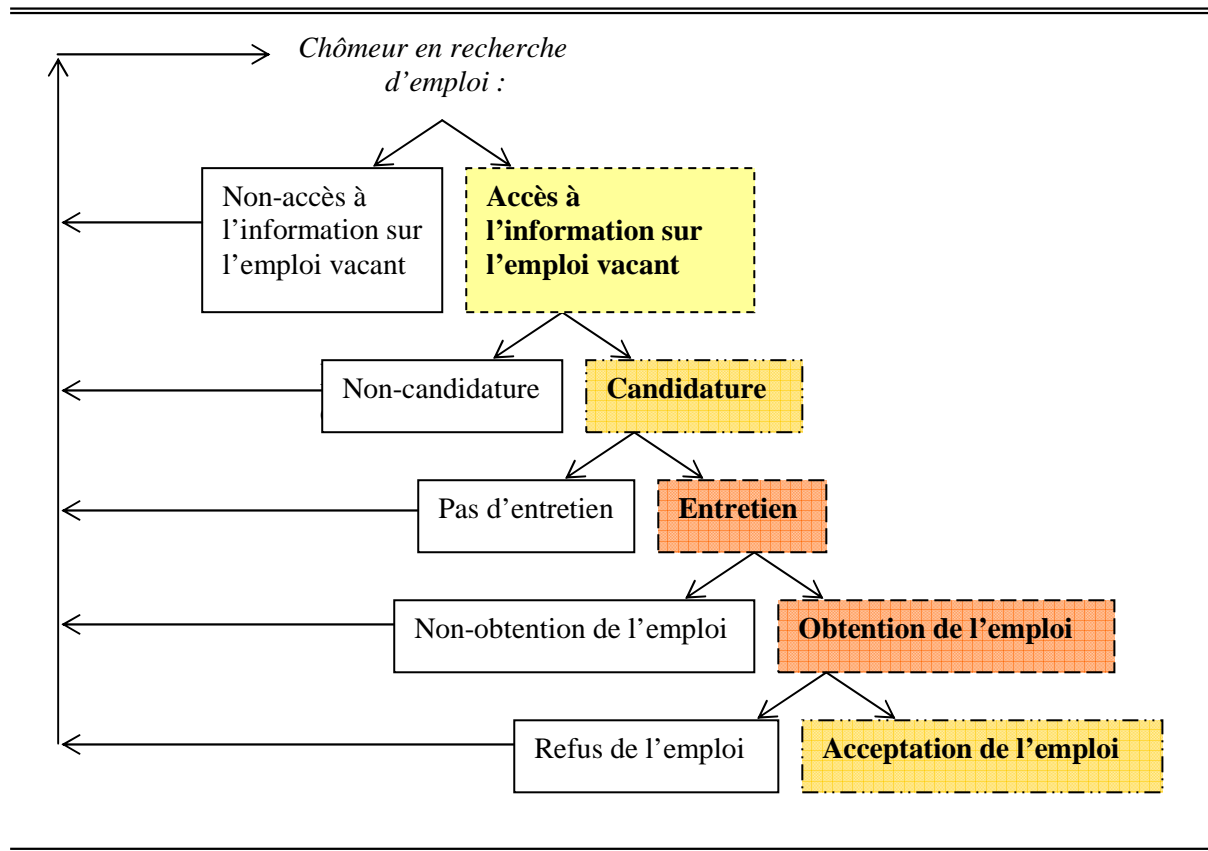 Chômeur en recherche
d’emploi :
Non-accès à
l’information sur
l’emploi vacant
Accès à
l’information sur
l’emploi vacant
Non-candidature
Candidature
Pas d’entretien
Entretien
Non-obtention de l’emploi
Obtention de l’emploi
Refus de l’emploi
Acceptation de l’emploi